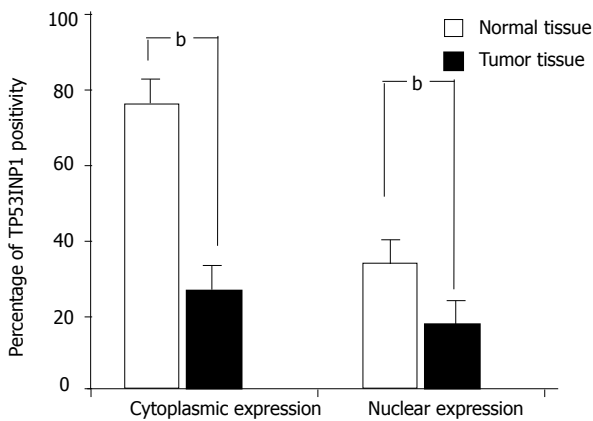 100
80
60
40
20
0
Percentage of TP53INP1 positivity
b
b
Normal tissue
Tumor tissue
Cytoplasmic expression
Nuclear expression